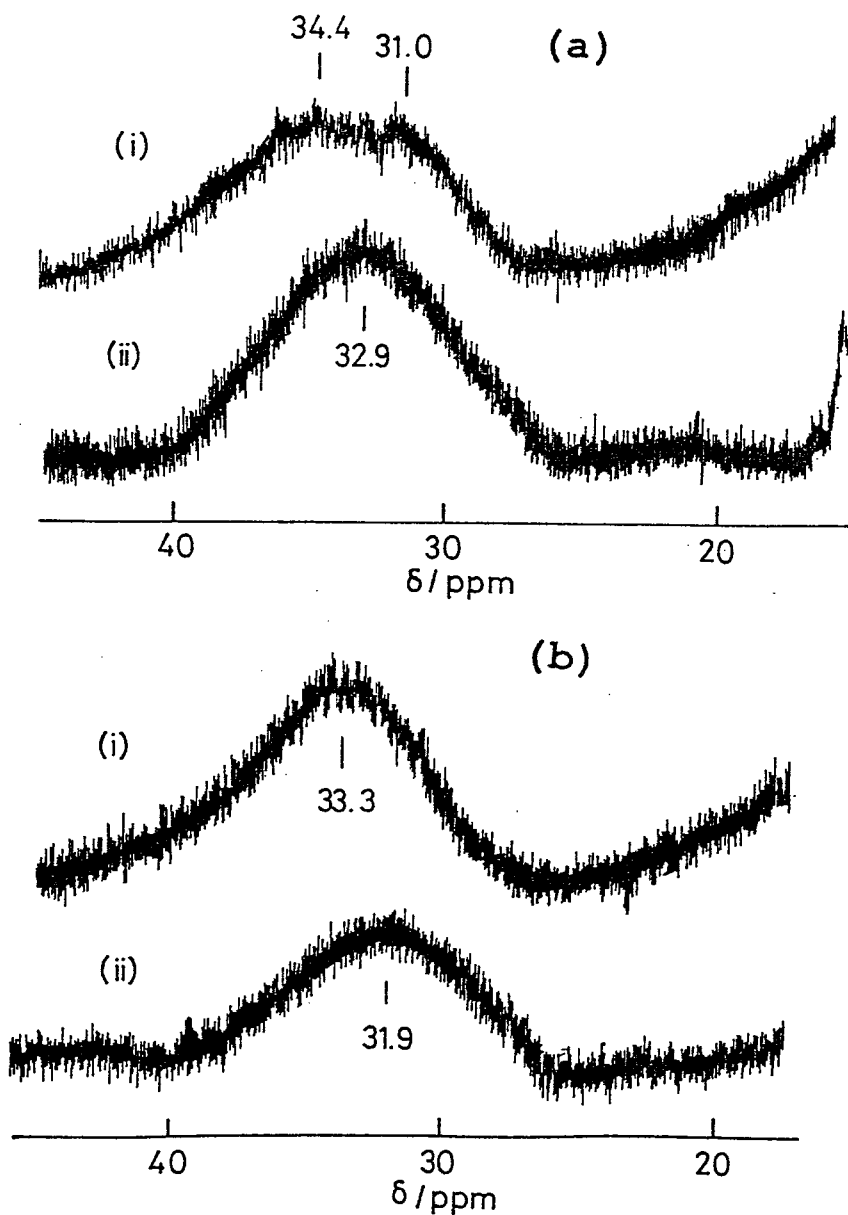 34.4 31.0 (a)
(i)
(ii) 32.9
40 30 20
δ/ppm
(b)
(i)
33.3
(ii)
31.9
40 30 20
δ/ppm